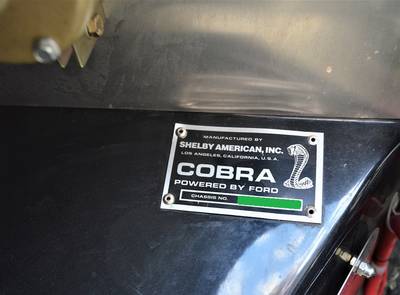 MANUFACTURED BY
SHELBY AMERICAN, INC.
LOS ANGELES, CALIFORNIA, U.S.A.
COBRA
POWERED BY FORD
CHASSIS NO.